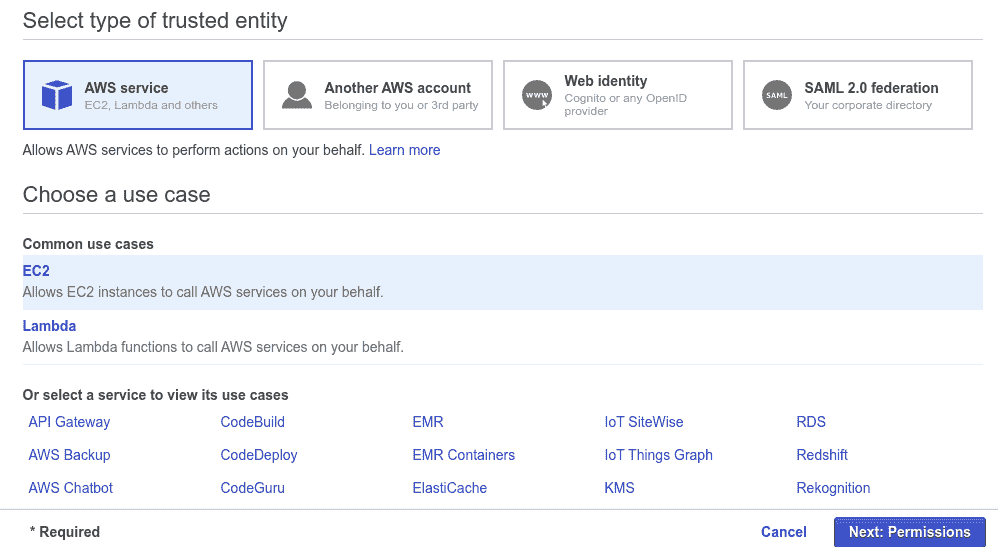 Select type of trusted entity
AWS service
EC2, Lambda and others
Another AWS account
Belonging to you or 3rd party
WWW
Web identity
Cognito or any OpenID
provider
SAML
SAML 2.0 federation
Your corporate directory
Allows AWS services to perform actions on your behalf. Learn more
Choose a use case
Common use cases
EC2
Allows EC2 instances to call AWS services on your behalf.
Lambda
Allows Lambda functions to call AWS services on your behalf.
Or select a service to view its use cases
API Gateway CodeBuild EMR IoT SiteWise RDS
AWS Backup CodeDeploy EMR Containers IoT Things Graph Redshift
AWS Chatbot CodeGuru ElastiCache KMS Rekognition
* Required Cancel Next: Permissions